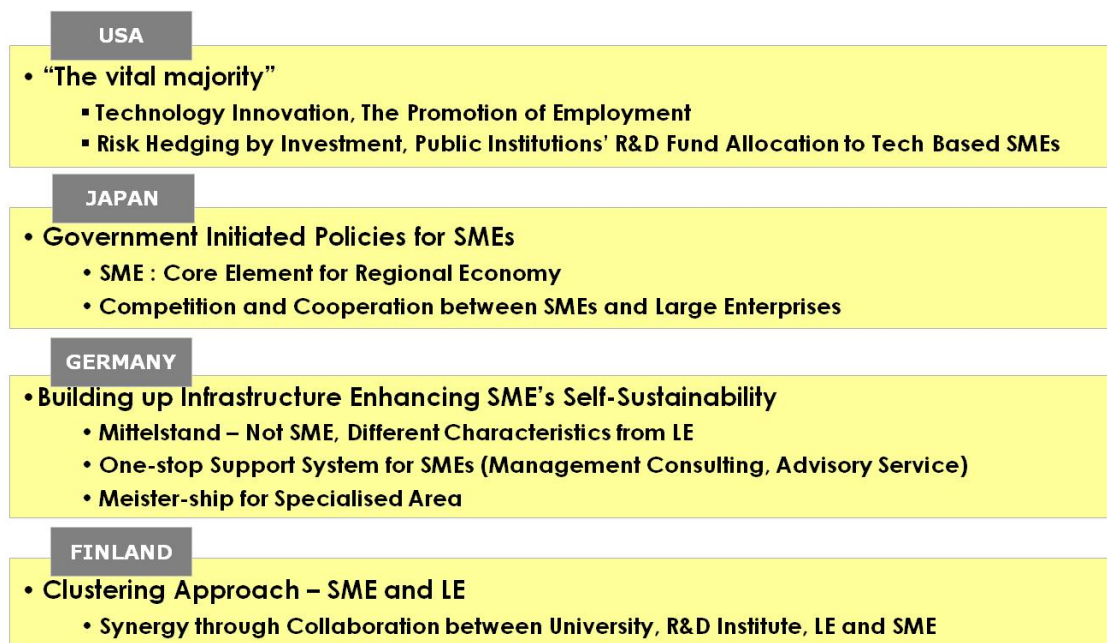 USA
• “The vital majority”
▪ Technology Innovation, The Promotion of Employment
▪ Risk Hedging by Investment, Public Institutions’ R&D Fund Allocation to Tech Based SMEs
JAPAN
• Government Initiated Policies for SMEs
• SME : Core Element for Regional Economy
• Competition and Cooperation between SMEs and Large Enterprises
GERMANY
• Building up Infrastructure Enhancing SME’s Self-Sustainability
• Mittelstand – Not SME, Different Characteristics from LE
• One-stop Support System for SMEs (Management Consulting, Advisory Service)
• Meister-ship for Specialised Area
FINLAND
• Clustering Approach – SME and LE
• Synergy through Collaboration between University, R&D Institute, LE and SME